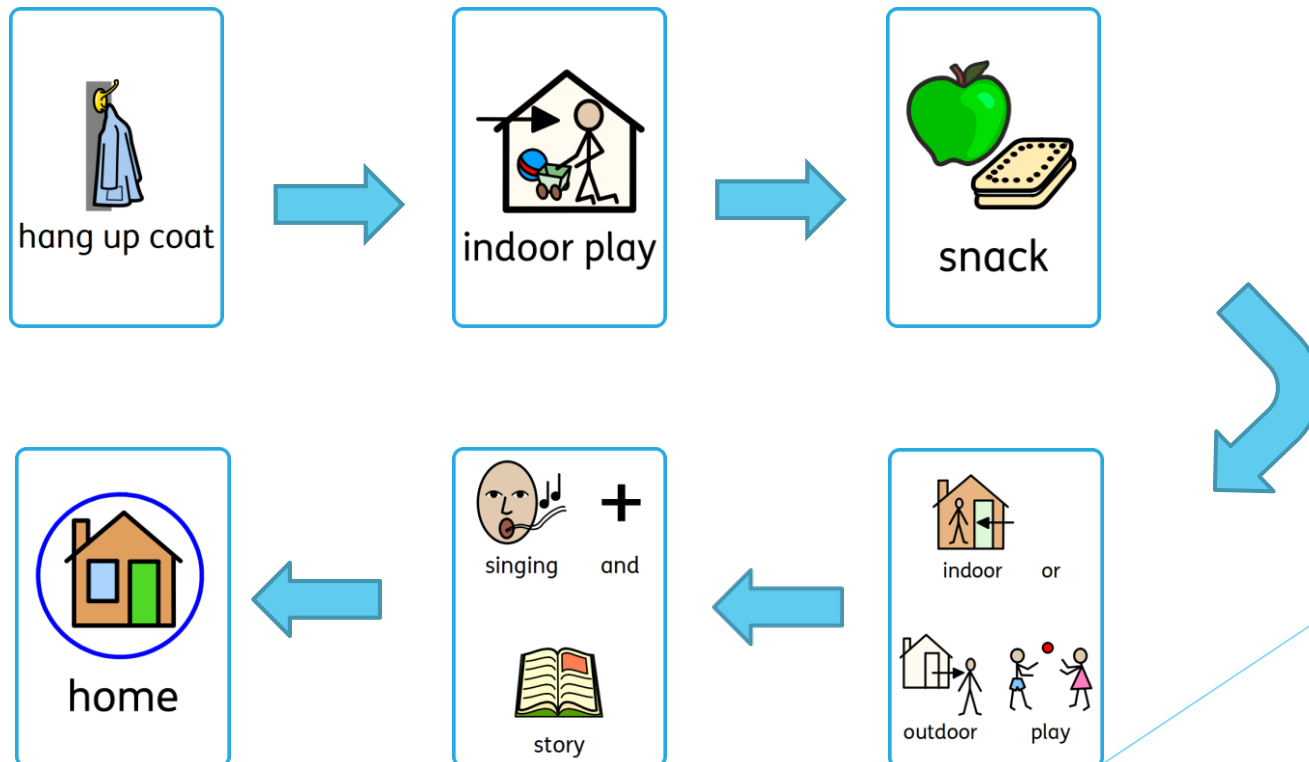 hang up coat
indoor play
snack
indoor or
outdoor play
singing and
story
home